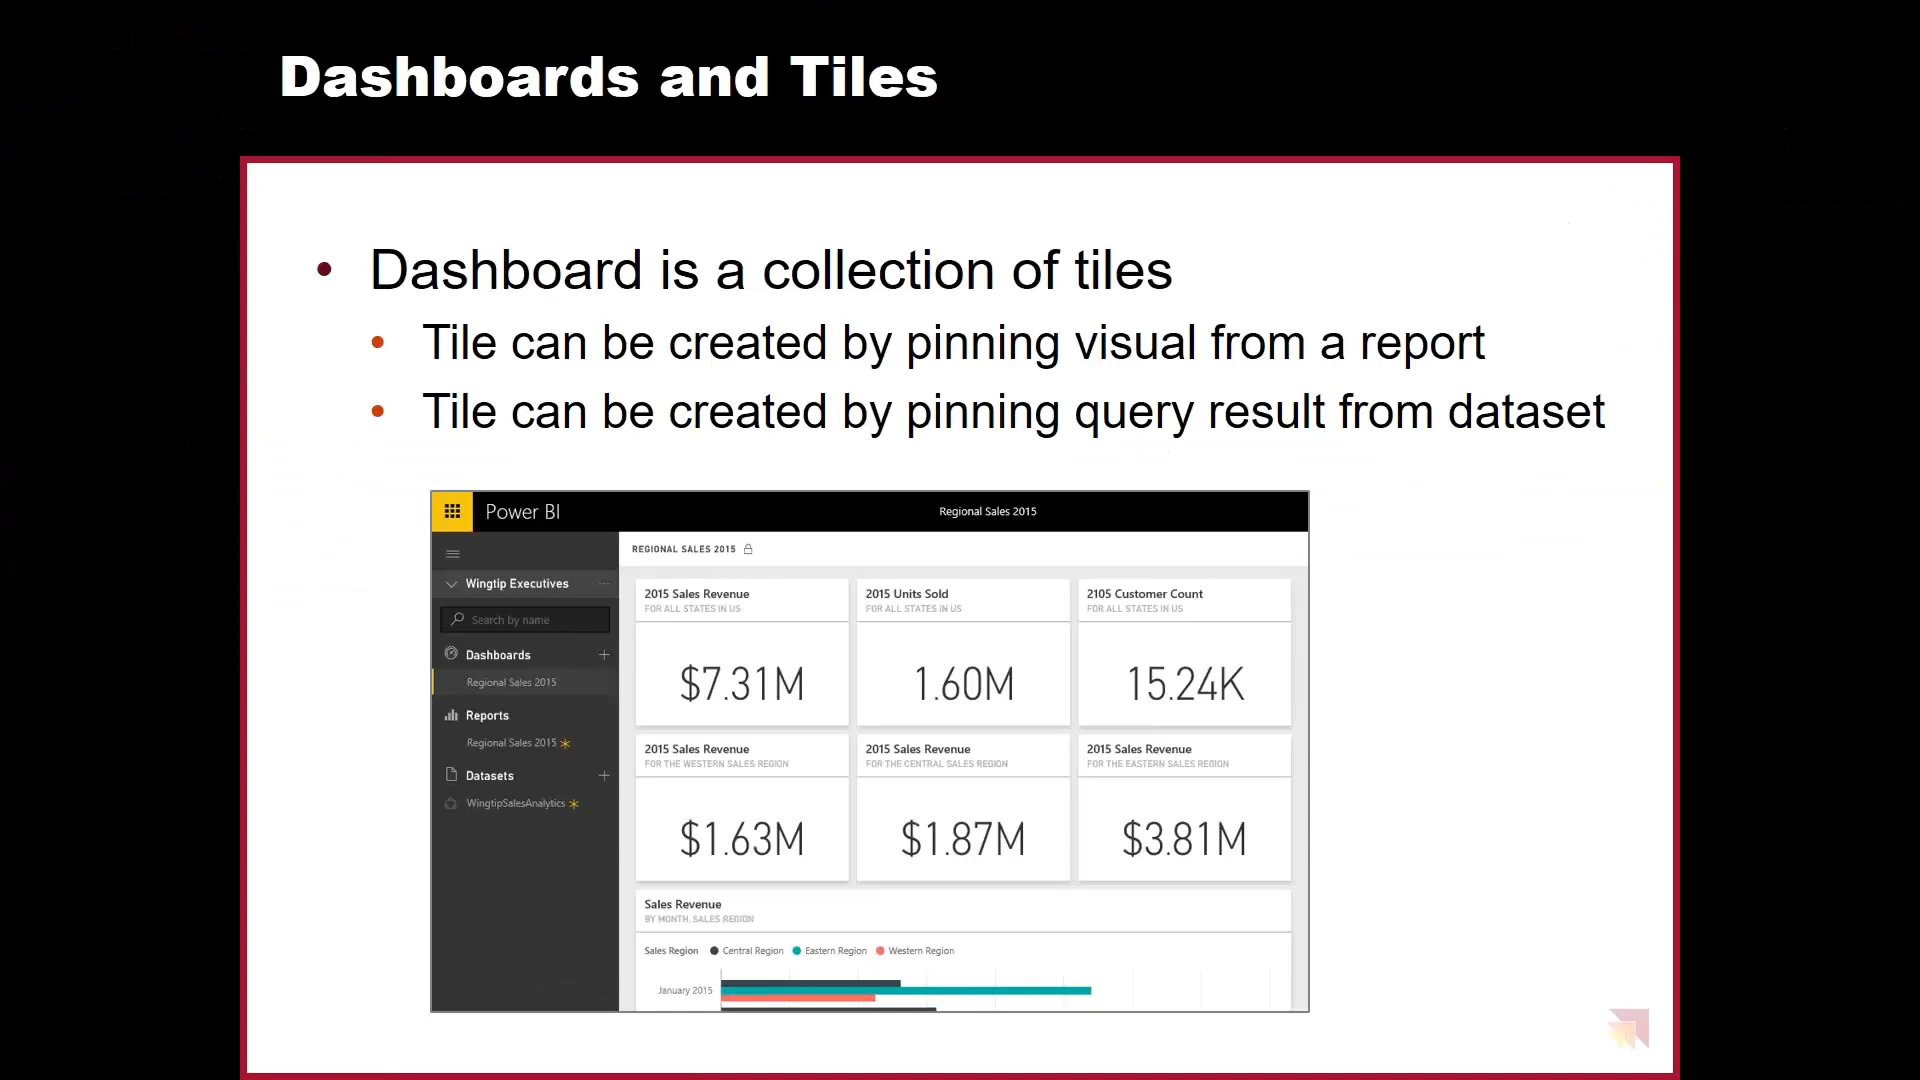 Dashboards and Tiles
• Dashboard is a collection of tiles
• Tile can be created by pinning visual from a report
• Tile can be created by pinning query result from dataset
Power BI
Regional Sales 2015
Wingtip Executives
Search by name
Dashboards
Regional Sales 2015
Reports
Regional Sales 2015
Datasets
WingtipSalesAnalytics
REGIONAL SALES 2015
2015 Sales Revenue
FOR ALL STATES IN US
$7.31M
2015 Units Sold
FOR ALL STATES IN US
1.60M
2105 Customer Count
FOR ALL STATES IN US
15.24K
2015 Sales Revenue
FOR THE WESTERN SALES REGION
$1.63M
2015 Sales Revenue
FOR THE CENTRAL SALES REGION
$1.87M
2015 Sales Revenue
FOR THE EASTERN SALES REGION
$3.81M
Sales Revenue
BY MONTH, SALES REGION
Sales Region Central Region Eastern Region Western Region
January 2015